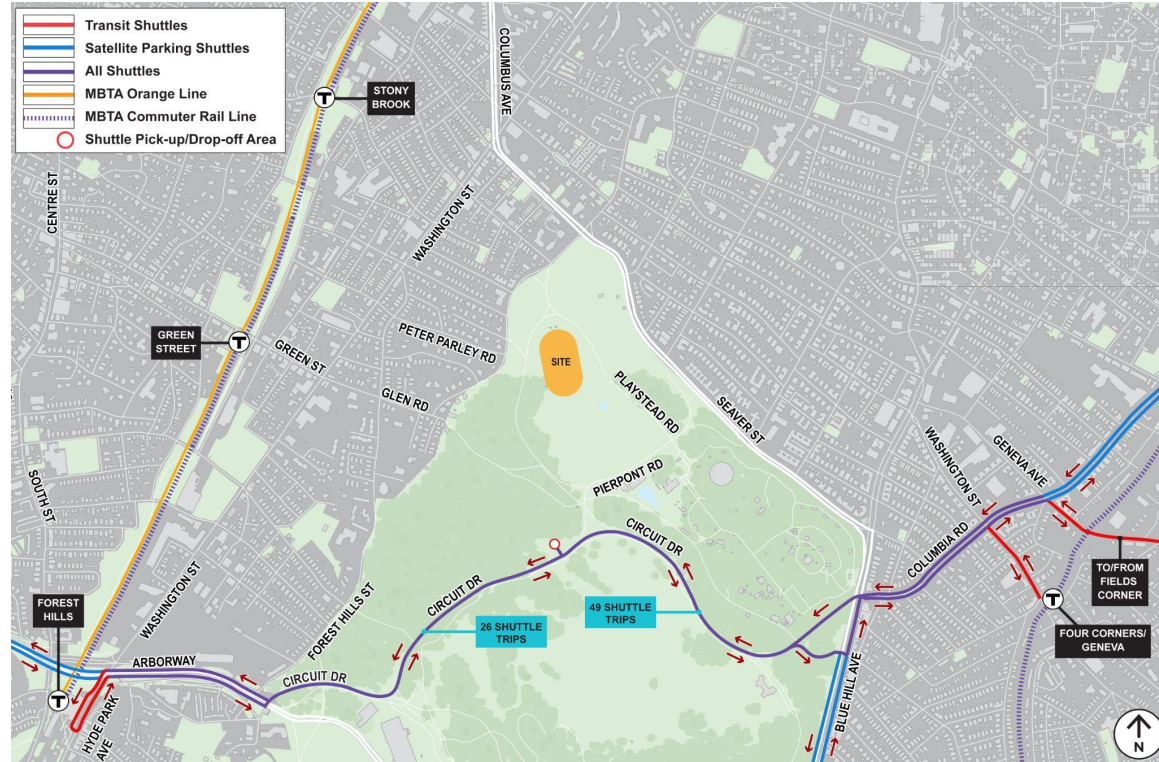 Transit Shuttles
Satellite Parking Shuttles
All Shuttles
MBTA Orange Line
MBTA Commuter Rail Line
Shuttle Pick-up/Drop-off Area
COLUMBUS AVE
STONY
BROOK
T
CENTRE ST
WASHINGTON ST
GREEN
STREET
T
GREEN ST
PETER PARLEY RD
GLEN RD
SITE
PLAYSTEAD RD
SEAVER ST
PIERPONT RD
WASHINGTON ST
GENEVA AVE
SOUTH ST
CIRCUIT DR
COLUMBIA RD
TO/FROM
FIELDS
CORNER
WASHINGTON ST
FOREST HILLS ST
CIRCUIT DR
26 SHUTTLE
TRIPS
49 SHUTTLE
TRIPS
T
FOUR CORNERS/
GENEVA
FOREST
HILLS
T
ARBORWAY
CIRCUIT DR
HYDE PARK
AVE
BLUE HILL AVE
N